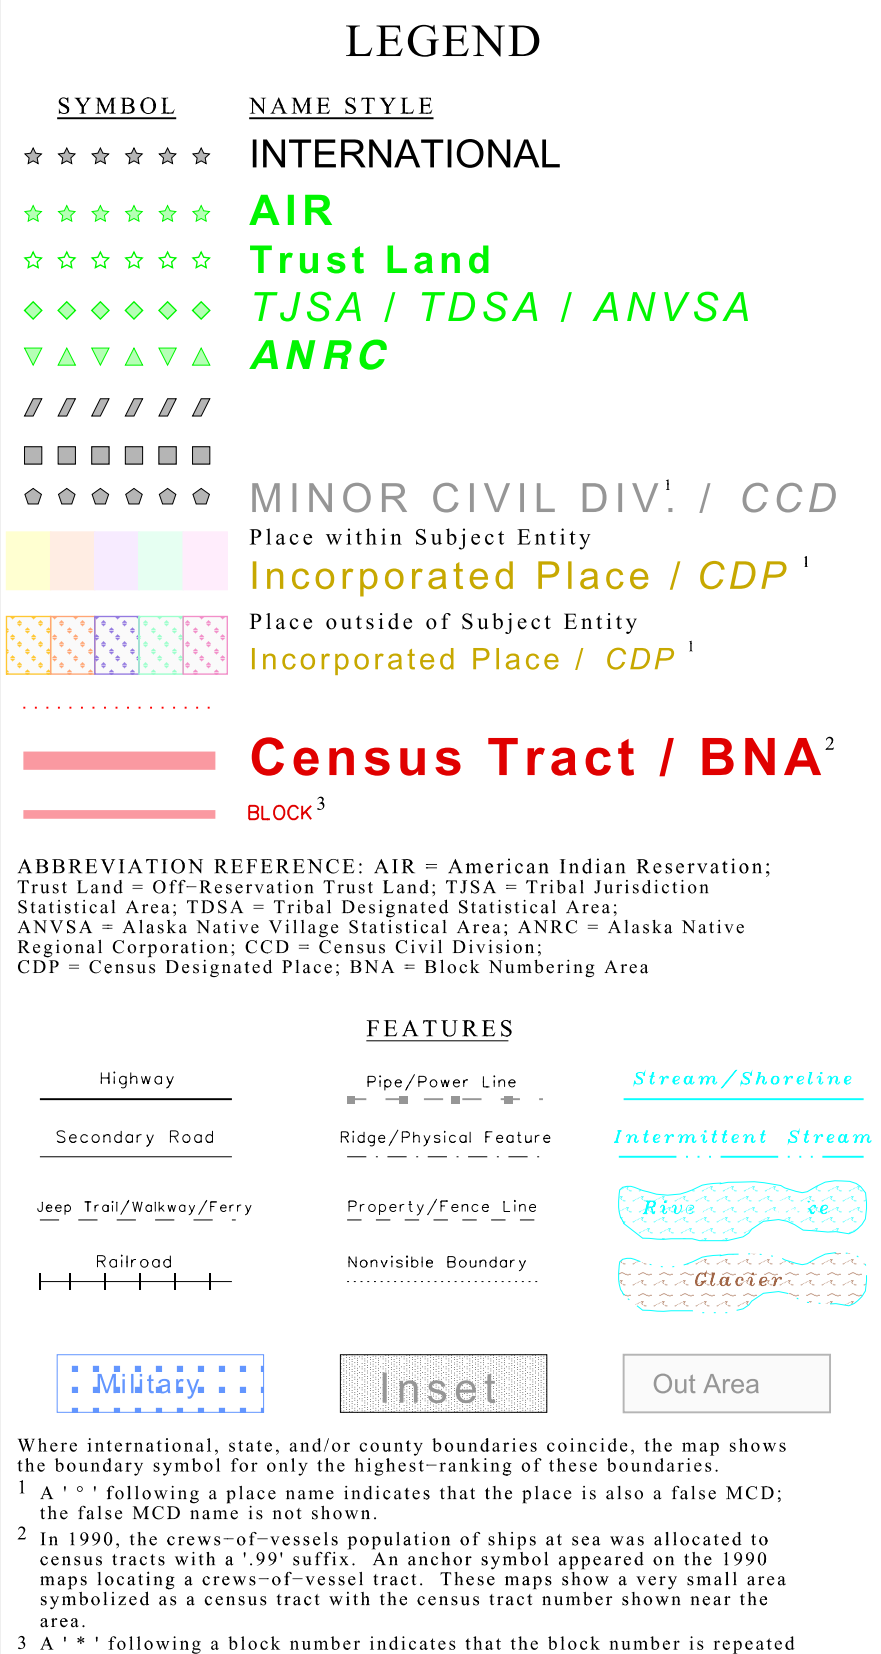 LEGEND
SYMBOL NAME STYLE
INTERNATIONAL
AIR
Trust Land
TJSA / TDSA / ANVSA
ANRC
MINOR CIVIL DIV.¹ / CCD
Place within Subject Entity
Incorporated Place / CDP ¹
Place outside of Subject Entity
Incorporated Place / CDP ¹
Census Tract / BNA²
BLOCK³
ABBREVIATION REFERENCE: AIR = American Indian Reservation;
Trust Land = Off−Reservation Trust Land; TJSA = Tribal Jurisdiction
Statistical Area; TDSA = Tribal Designated Statistical Area;
ANVSA = Alaska Native Village Statistical Area; ANRC = Alaska Native
Regional Corporation; CCD = Census Civil Division;
CDP = Census Designated Place; BNA = Block Numbering Area
FEATURES
Highway
Pipe/Power Line
Stream/Shoreline
Secondary Road
Ridge/Physical Feature
Intermittent Stream
Jeep Trail/Walkway/Ferry
Property/Fence Line
Railroad
Nonvisible Boundary
Glacier
Military
Inset
Out Area
Where international, state, and/or county boundaries coincide, the map shows
the boundary symbol for only the highest−ranking of these boundaries.
1 A ' ° ' following a place name indicates that the place is also a false MCD;
the false MCD name is not shown.
2 In 1990, the crews−of−vessels population of ships at sea was allocated to
census tracts with a '.99' suffix. An anchor symbol appeared on the 1990
maps locating a crews−of−vessel tract. These maps show a very small area
symbolized as a census tract with the census tract number shown near the
area.
3 A ' * ' following a block number indicates that the block number is repeated